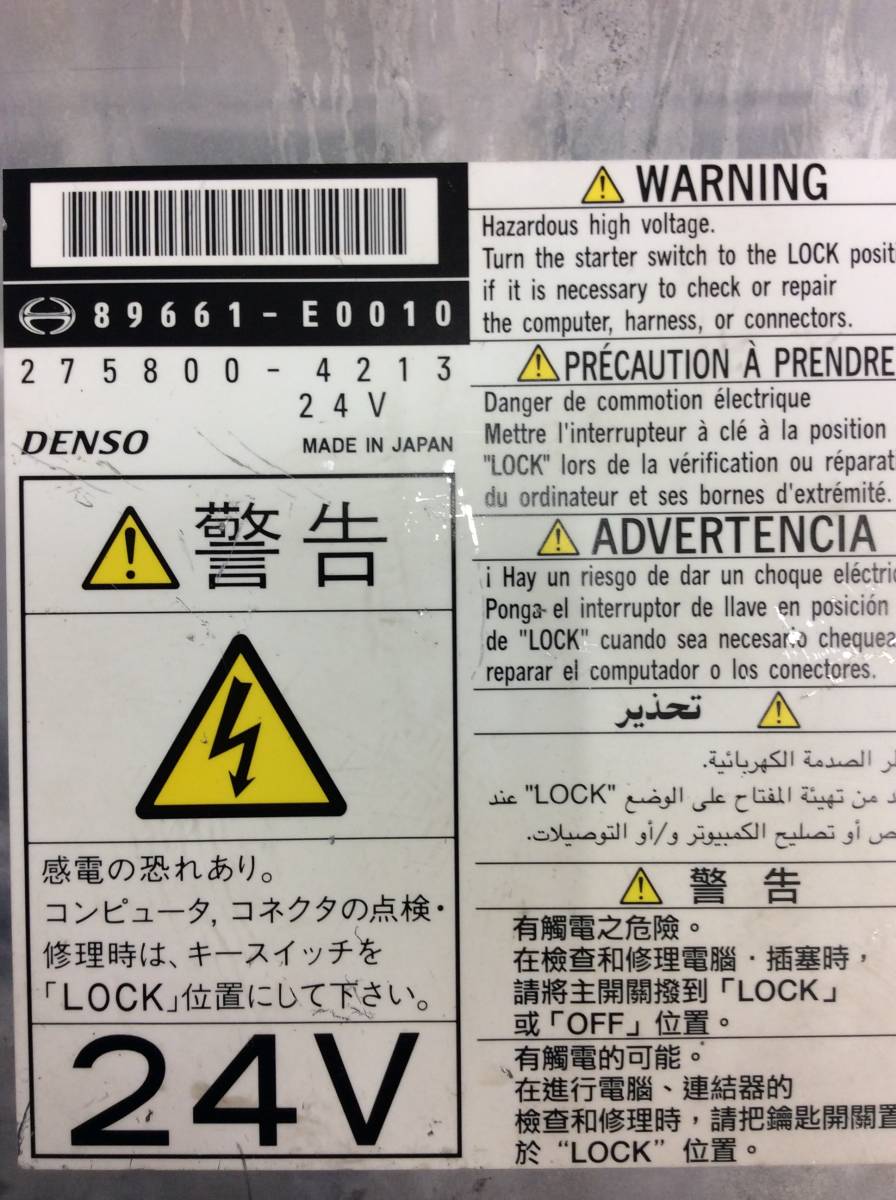 89661-E0010
275800-4213
24V
DENSO MADE IN JAPAN
警告
感電の恐れあり。
コンピュータ, コネクタの点検・
修理時は、キースイッチを
「LOCK」位置にして下さい。
24V
WARNING
Hazardous high voltage.
Turn the starter switch to the LOCK posit
if it is necessary to check or repair
the computer, harness, or connectors.
PRÉCAUTION À PRENDRE
Danger de commotion électrique
Mettre l'interrupteur à clé à la position
"LOCK" lors de la vérification ou réparat
du ordinateur et ses bornes d'extrémité.
ADVERTENCIA
¡ Hay un riesgo de dar un choque eléctric
Ponga el interruptor de llave en posición
de "LOCK" cuando sea necesario chequea
reparar el computador o los conectores.
تحذير
الصدمة الكهربائية.
من تهيئة المفتاح على الوضع "LOCK" عند
أو تصليح الكمبيوتر و/أو التوصيلات.
警告
有觸電之危險。
在檢查和修理電腦・插塞時，
請將主開關撥到「LOCK」
或「OFF」位置。
有觸電的可能。
在進行電腦、連結器的
檢查和修理時，請把鑰匙開關置
於“LOCK”位置。